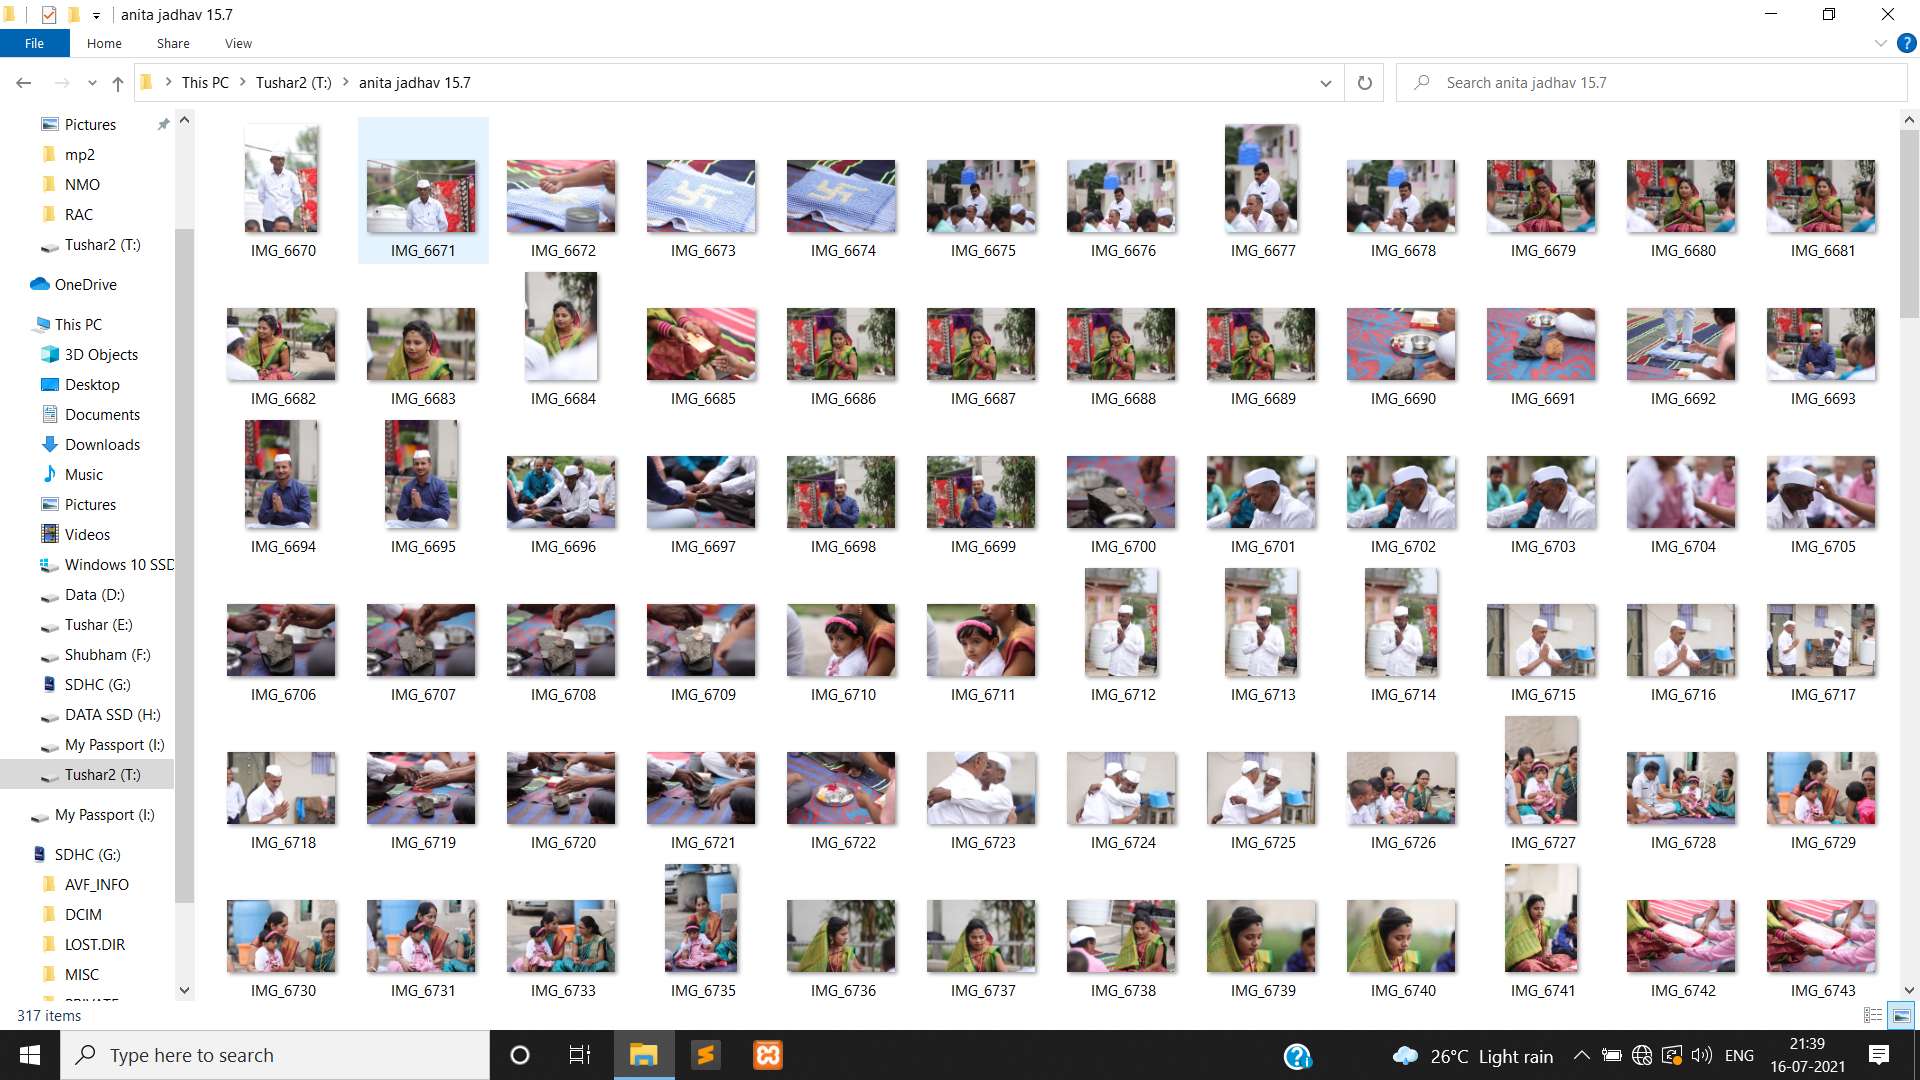 anita jadhav 15.7
File Home Share View
This PC Tushar2 (T:) anita jadhav 15.7
Search anita jadhav 15.7
Pictures
mp2
NMO
RAC
Tushar2 (T:)
OneDrive
This PC
3D Objects
Desktop
Documents
Downloads
Music
Pictures
Videos
Windows 10 SSD
Data (D:)
Tushar (E:)
Shubham (F:)
SDHC (G:)
DATA SSD (H:)
My Passport (I:)
Tushar2 (T:)
My Passport (I:)
SDHC (G:)
AVF_INFO
DCIM
LOST.DIR
MISC
IMG_6670 IMG_6671 IMG_6672 IMG_6673 IMG_6674 IMG_6675 IMG_6676 IMG_6677 IMG_6678 IMG_6679 IMG_6680 IMG_6681
IMG_6682 IMG_6683 IMG_6684 IMG_6685 IMG_6686 IMG_6687 IMG_6688 IMG_6689 IMG_6690 IMG_6691 IMG_6692 IMG_6693
IMG_6694 IMG_6695 IMG_6696 IMG_6697 IMG_6698 IMG_6699 IMG_6700 IMG_6701 IMG_6702 IMG_6703 IMG_6704 IMG_6705
IMG_6706 IMG_6707 IMG_6708 IMG_6709 IMG_6710 IMG_6711 IMG_6712 IMG_6713 IMG_6714 IMG_6715 IMG_6716 IMG_6717
IMG_6718 IMG_6719 IMG_6720 IMG_6721 IMG_6722 IMG_6723 IMG_6724 IMG_6725 IMG_6726 IMG_6727 IMG_6728 IMG_6729
IMG_6730 IMG_6731 IMG_6733 IMG_6735 IMG_6736 IMG_6737 IMG_6738 IMG_6739 IMG_6740 IMG_6741 IMG_6742 IMG_6743
317 items
Type here to search
26°C Light rain
ENG
21:39
16-07-2021